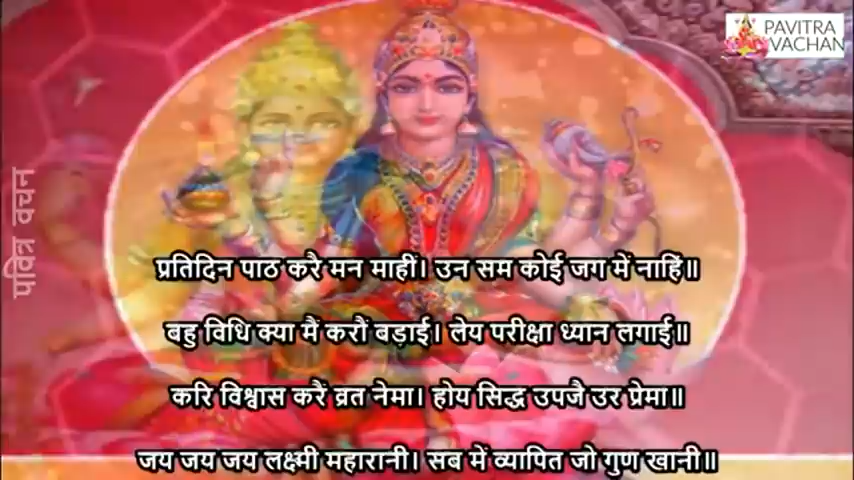 PAVITRA
VACHAN
पवित्र वचन
प्रतिदिन पाठ करै मन माहीं। उन सम कोई जग में नाहिं॥
बहु विधि क्या मैं करौं बड़ाई। लेय परीक्षा ध्यान लगाई॥
करि विश्वास करैं व्रत नेमा। होय सिद्ध उपजै उर प्रेमा॥
जय जय जय लक्ष्मी महारानी। सब में व्यापित जो गुण खानी॥